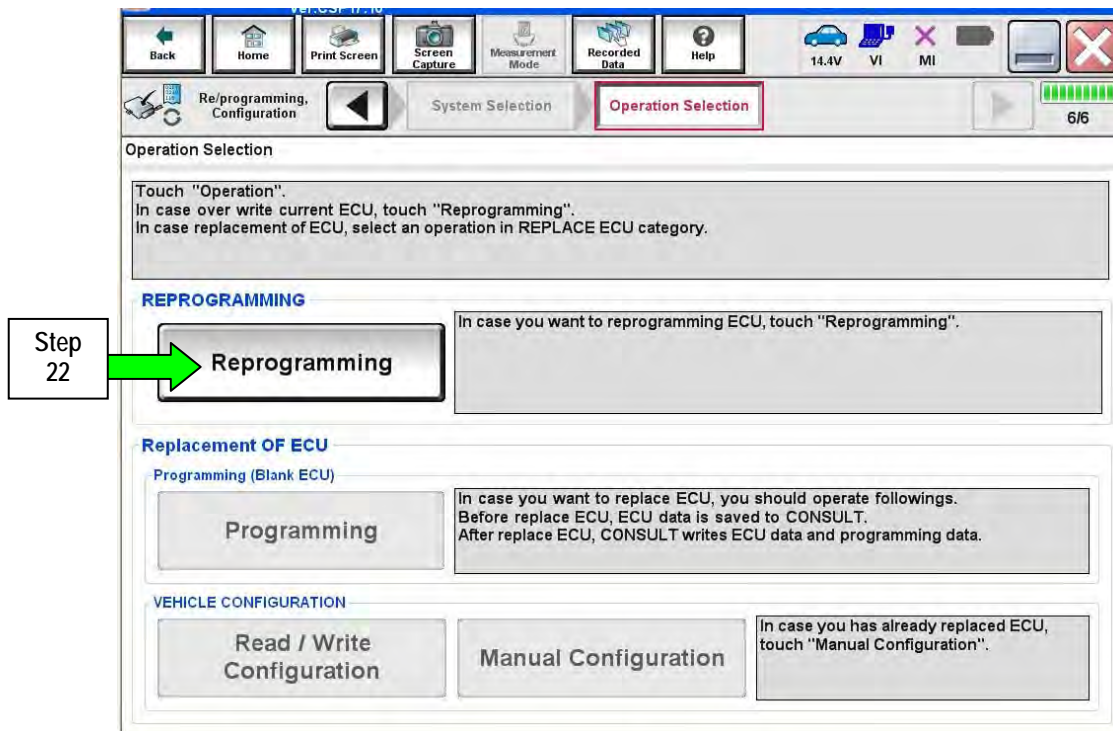 Back
Home
Print Screen
Screen
Capture
Measurement
Mode
Recorded
Data
Help
14.4V
VI
MI
Re/programming,
Configuration
System Selection
Operation Selection
6/6
Operation Selection
Touch "Operation".
In case over write current ECU, touch "Reprogramming".
In case replacement of ECU, select an operation in REPLACE ECU category.
REPROGRAMMING
Step
22
Reprogramming
In case you want to reprogramming ECU, touch "Reprogramming".
Replacement OF ECU
Programming (Blank ECU)
Programming
In case you want to replace ECU, you should operate followings.
Before replace ECU, ECU data is saved to CONSULT.
After replace ECU, CONSULT writes ECU data and programming data.
VEHICLE CONFIGURATION
Read / Write
Configuration
Manual Configuration
In case you has already replaced ECU,
touch "Manual Configuration".